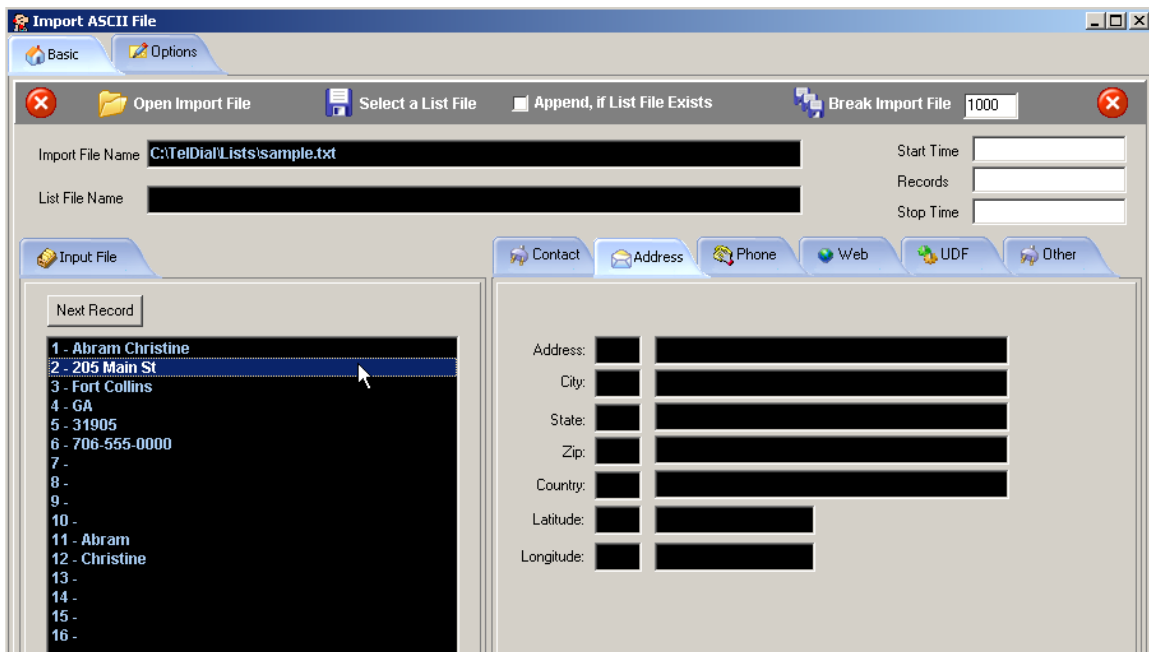 Import ASCII File
Basic
Options
Open Import File
Select a List File
Append, if List File Exists
Break Import File
1000
Import File Name
C:\TelDial\Lists\sample.txt
List File Name
Start Time
Records
Stop Time
Input File
Next Record
1 - Abram Christine
2 - 205 Main St
3 - Fort Collins
4 - GA
5 - 31905
6 - 706-555-0000
7 -
8 -
9 -
10 -
11 - Abram
12 - Christine
13 -
14 -
15 -
16 -
Contact
Address
Phone
Web
UDF
Other
Address:
City:
State:
Zip:
Country:
Latitude:
Longitude: